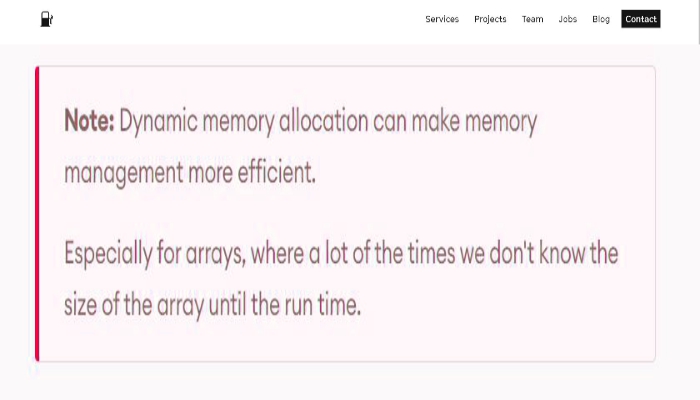 Services Projects Team Jobs Blog Contact
Note: Dynamic memory allocation can make memory
management more efficient.
Especially for arrays, where a lot of the times we don't know the
size of the array until the run time.